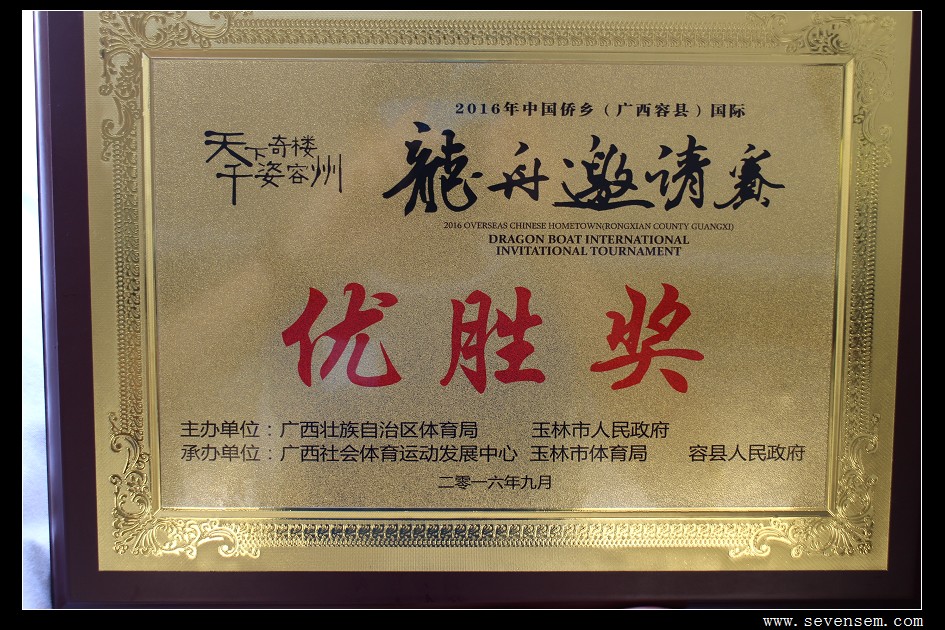 2016年中国侨乡（广西容县）国际
天下奇楼
千姿容州
龍舟邀请赛
2016 OVERSEAS CHINESE HOMETOWN(RONGXIAN COUNTY GUANGXI)
DRAGON BOAT INTERNATIONAL
INVITATIONAL TOURNAMENT
优胜奖
主办单位：广西壮族自治区体育局 玉林市人民政府
承办单位：广西社会体育运动发展中心 玉林市体育局 容县人民政府
二零一六年九月
www.sevensem.com